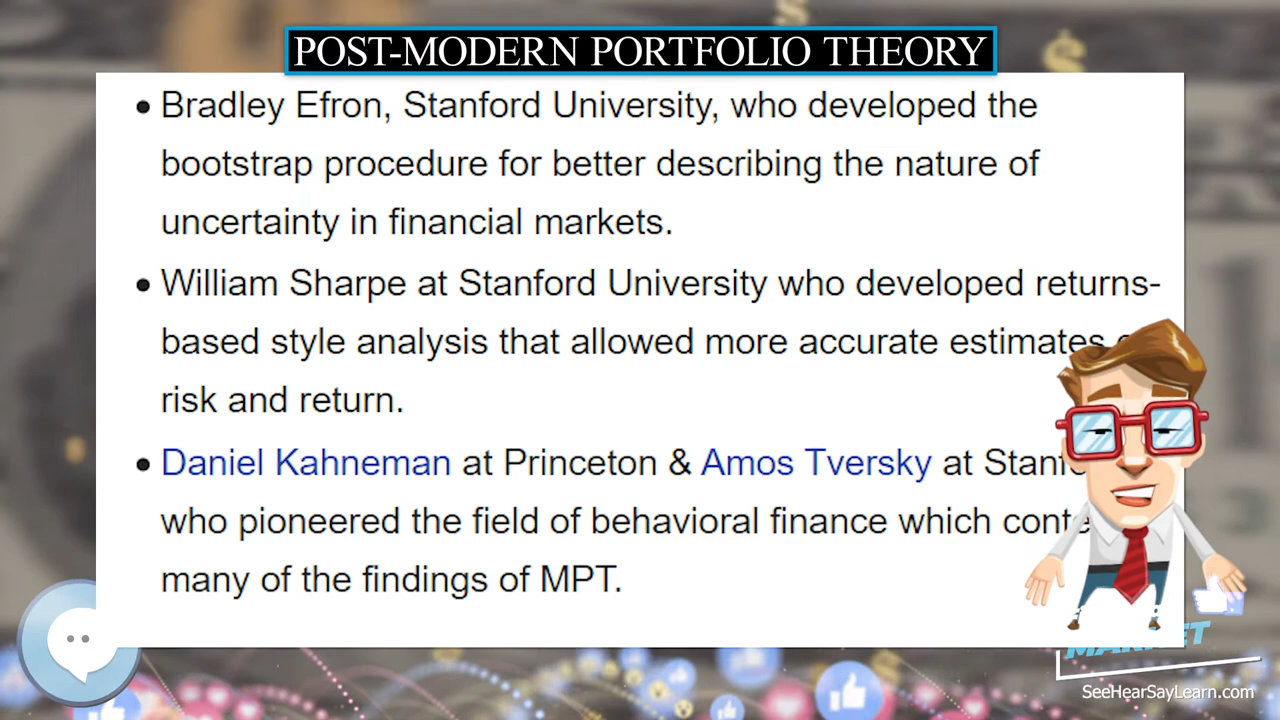 POST-MODERN PORTFOLIO THEORY
• Bradley Efron, Stanford University, who developed the
bootstrap procedure for better describing the nature of
uncertainty in financial markets.
• William Sharpe at Stanford University who developed returns-
based style analysis that allowed more accurate estimates
risk and return.
• Daniel Kahneman at Princeton & Amos Tversky at
who pioneered the field of behavioral finance which
many of the findings of MPT.
MARKET
SeeHearSayLearn.com